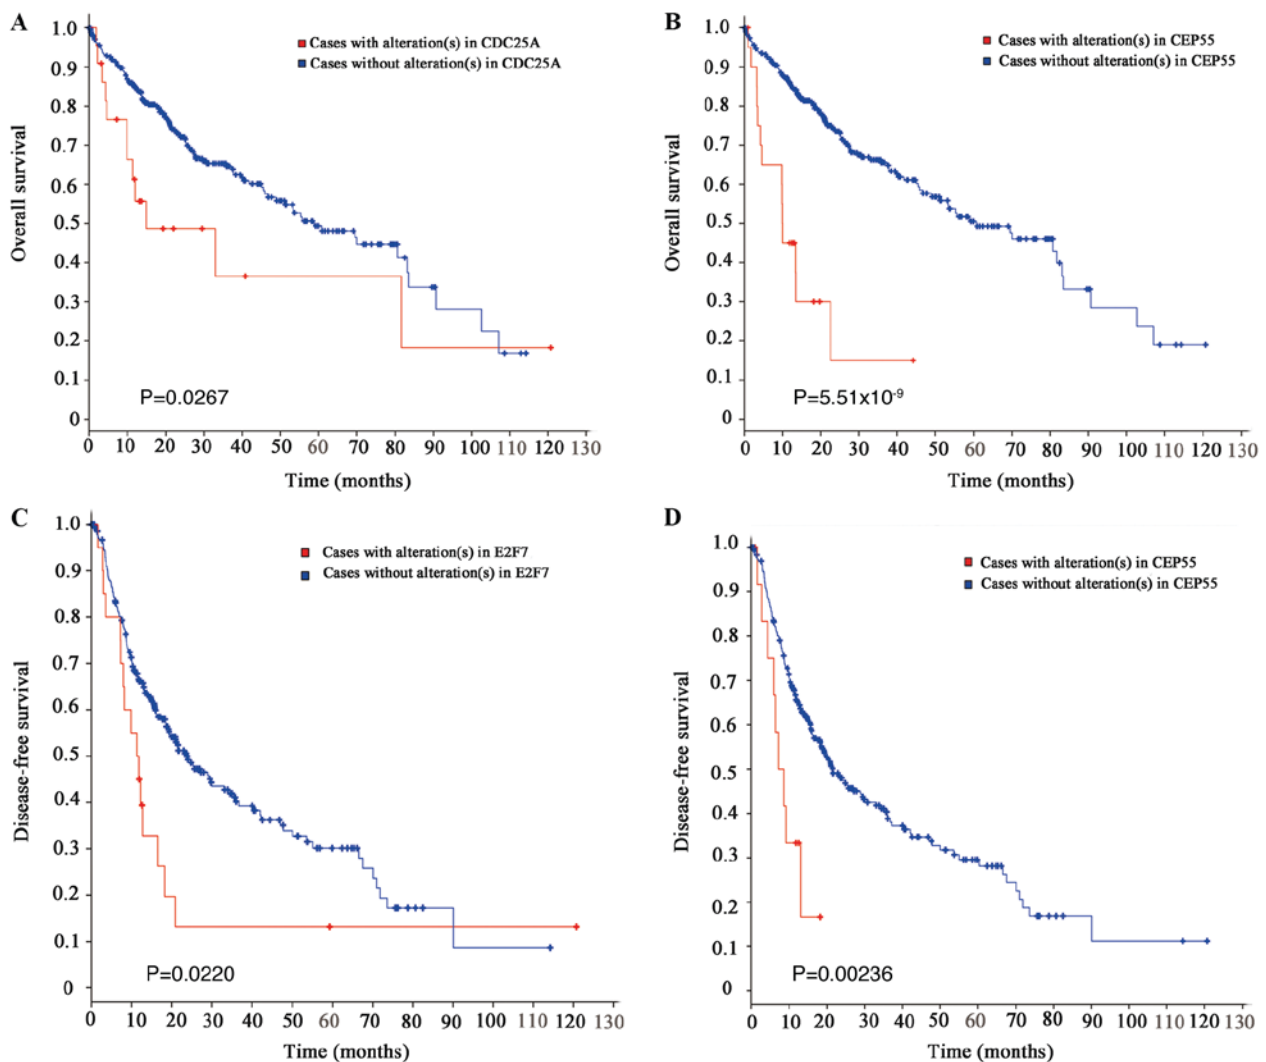 A
Cases with alteration(s) in CDC25A
Cases without alteration(s) in CDC25A
Overall survival
1.0
0.9
0.8
0.7
0.6
0.5
0.4
0.3
0.2
0.1
0
P=0.0267
0 10 20 30 40 50 60 70 80 90 100 110 120 130
Time (months)
B
Cases with alteration(s) in CEP55
Cases without alteration(s) in CEP55
Overall survival
1.0
0.9
0.8
0.7
0.6
0.5
0.4
0.3
0.2
0.1
0
P=5.51x10⁻⁹
0 10 20 30 40 50 60 70 80 90 100 110 120 130
Time (months)
C
Cases with alteration(s) in E2F7
Cases without alteration(s) in E2F7
Disease-free survival
1.0
0.9
0.8
0.7
0.6
0.5
0.4
0.3
0.2
0.1
0
P=0.0220
0 10 20 30 40 50 60 70 80 90 100 110 120 130
Time (months)
D
Cases with alteration(s) in CEP55
Cases without alteration(s) in CEP55
Disease-free survival
1.0
0.9
0.8
0.7
0.6
0.5
0.4
0.3
0.2
0.1
0
P=0.00236
0 10 20 30 40 50 60 70 80 90 100 110 120 130
Time (months)